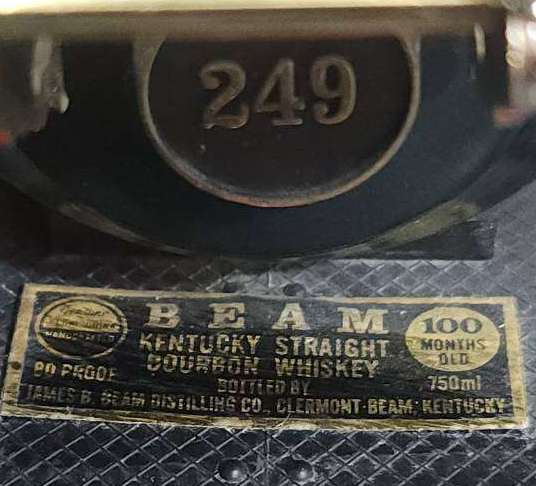 249
BEAM
KENTUCKY STRAIGHT
BOURBON WHISKEY
100
MONTHS
OLD
80 PROOF
BOTTLED BY
750ml
JAMES B. BEAM DISTILLING CO., CLERMONT-BEAM, KENTUCKY